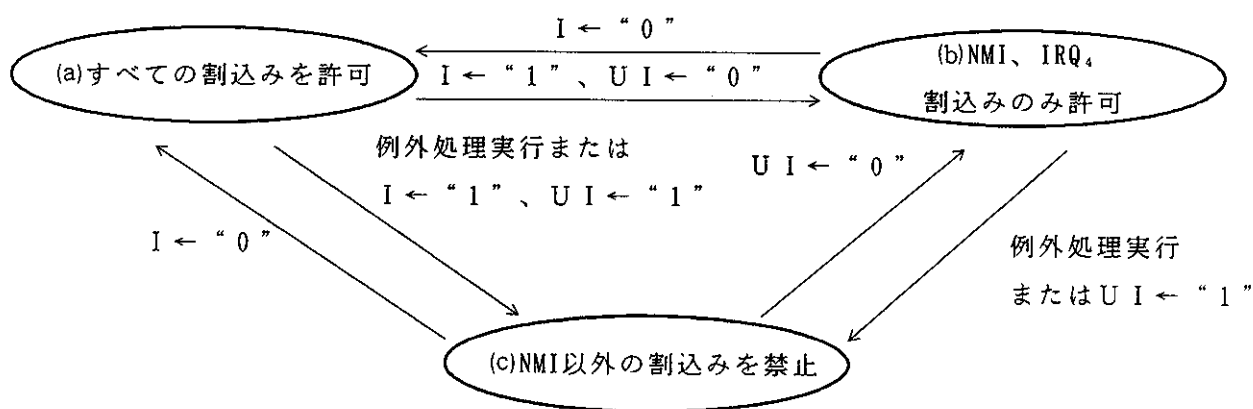 I ← “0”
(a)すべての割込みを許可
I ← “1”、UI ← “0”
(b)NMI、IRQ₄
割込みのみ許可
例外処理実行または
I ← “1”、UI ← “1”
UI ← “0”
I ← “0”
例外処理実行
またはUI ← “1”
(c)NMI以外の割込みを禁止